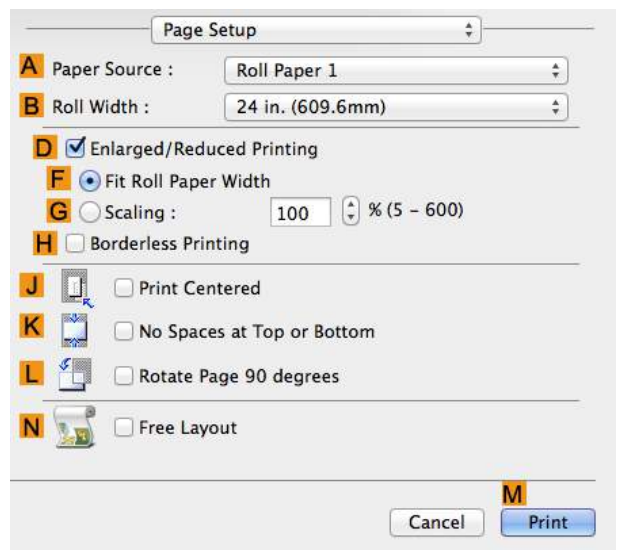 Page Setup
A Paper Source : Roll Paper 1
B Roll Width : 24 in. (609.6mm)
D Enlarged/Reduced Printing
F Fit Roll Paper Width
G Scaling : 100 % (5 – 600)
H Borderless Printing
J Print Centered
K No Spaces at Top or Bottom
L Rotate Page 90 degrees
N Free Layout
M
Cancel Print